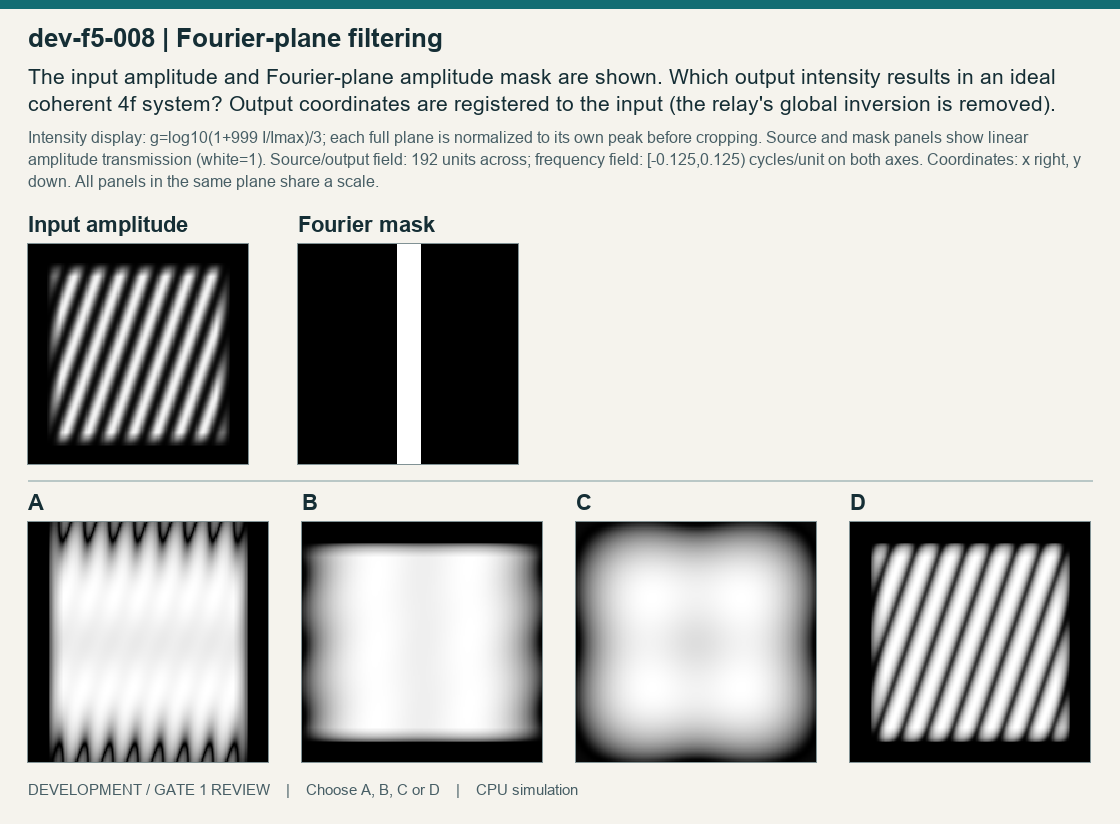 dev-f5-008 | Fourier-plane filtering
The input amplitude and Fourier-plane amplitude mask are shown. Which output intensity results in an ideal
coherent 4f system? Output coordinates are registered to the input (the relay's global inversion is removed).
Intensity display: g=log10(1+999 I/Imax)/3; each full plane is normalized to its own peak before cropping. Source and mask panels show linear
amplitude transmission (white=1). Source/output field: 192 units across; frequency field: [-0.125,0.125) cycles/unit on both axes. Coordinates: x right, y
down. All panels in the same plane share a scale.
Input amplitude Fourier mask
A B C D
DEVELOPMENT / GATE 1 REVIEW | Choose A, B, C or D | CPU simulation